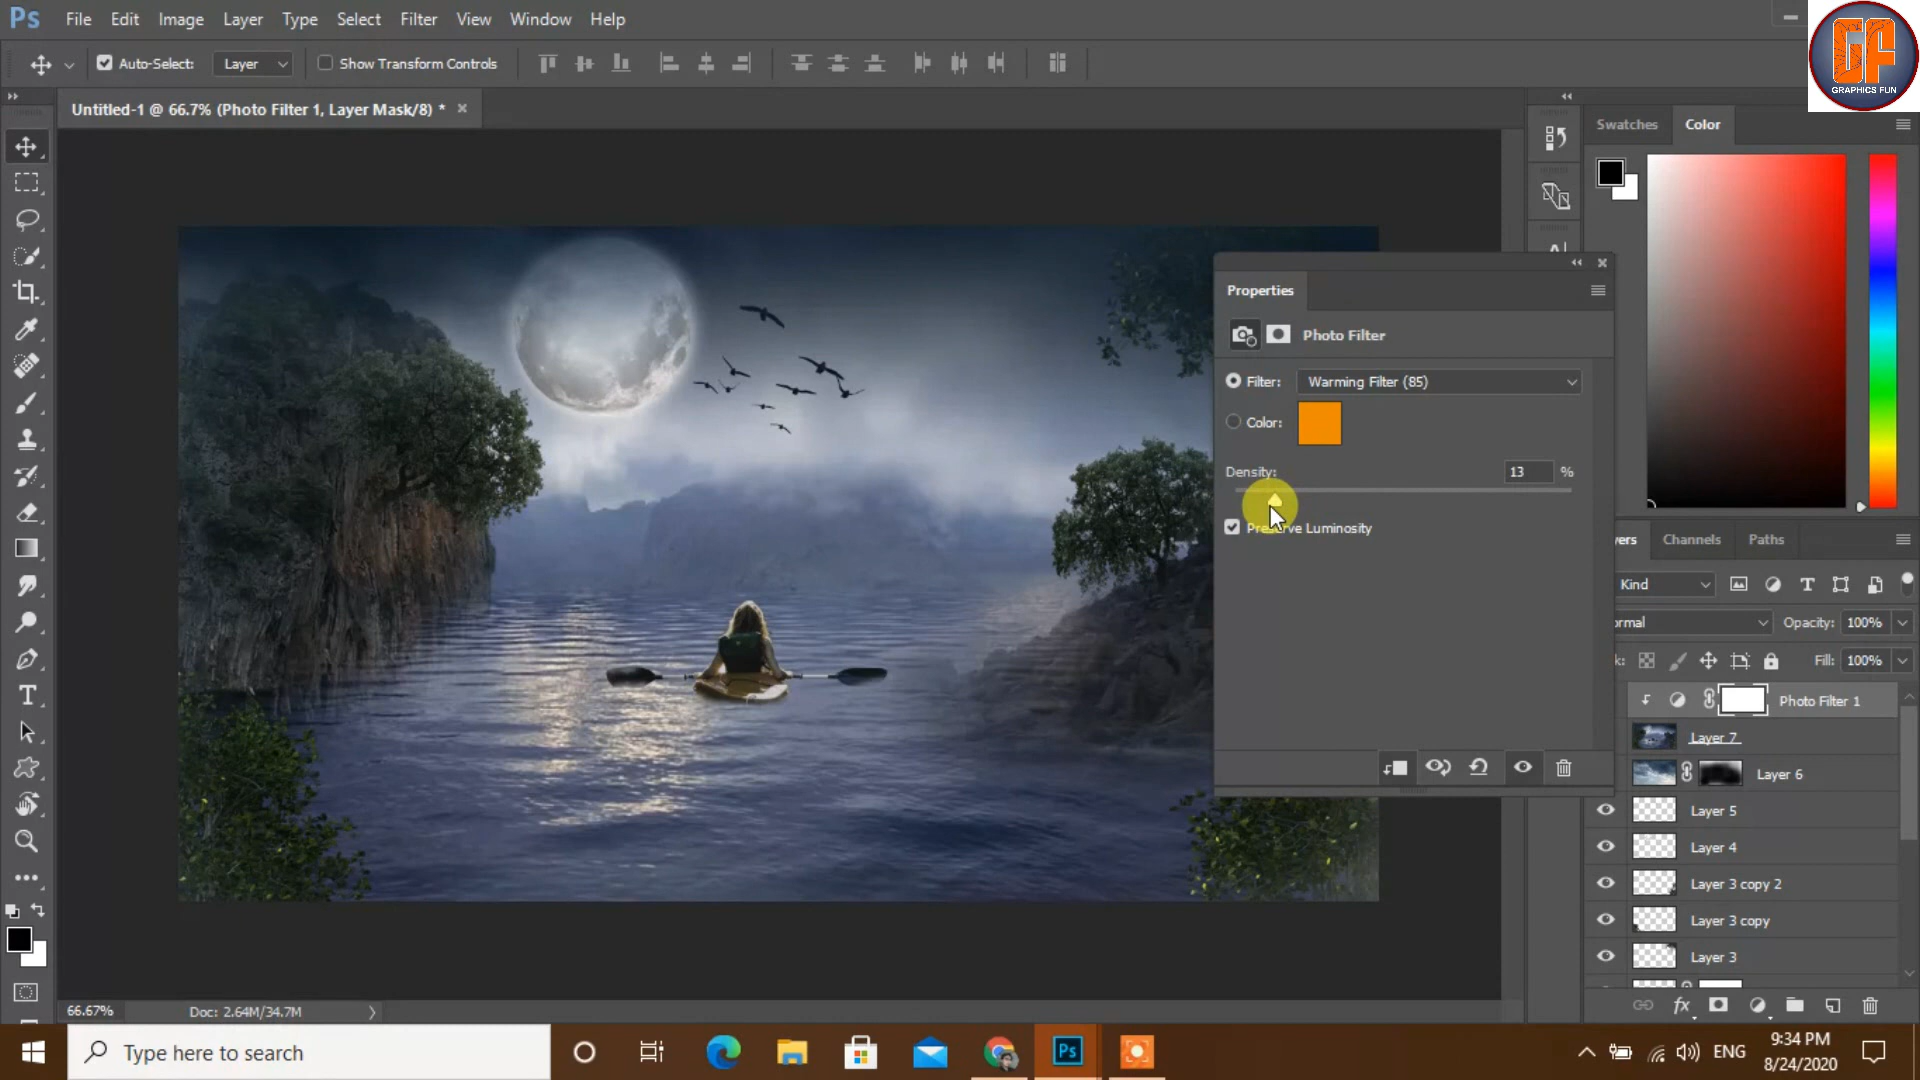 Ps File Edit Image Layer Type Select Filter View Window Help
Auto-Select: Layer Show Transform Controls
GF
GRAPHICS FUN
Untitled-1 @ 66.7% (Photo Filter 1, Layer Mask/8) *
Swatches Color
Properties
Photo Filter
Filter: Warming Filter (85)
Color:
Density: 13 %
Preserve Luminosity
Channels Paths
Kind
Opacity: 100%
Fill: 100%
Photo Filter 1
Layer 7
Layer 6
Layer 5
Layer 4
Layer 3 copy 2
Layer 3 copy
Layer 3
66.67% Doc: 2.64M/34.7M
Type here to search
Ps
ENG
9:34 PM
8/24/2020